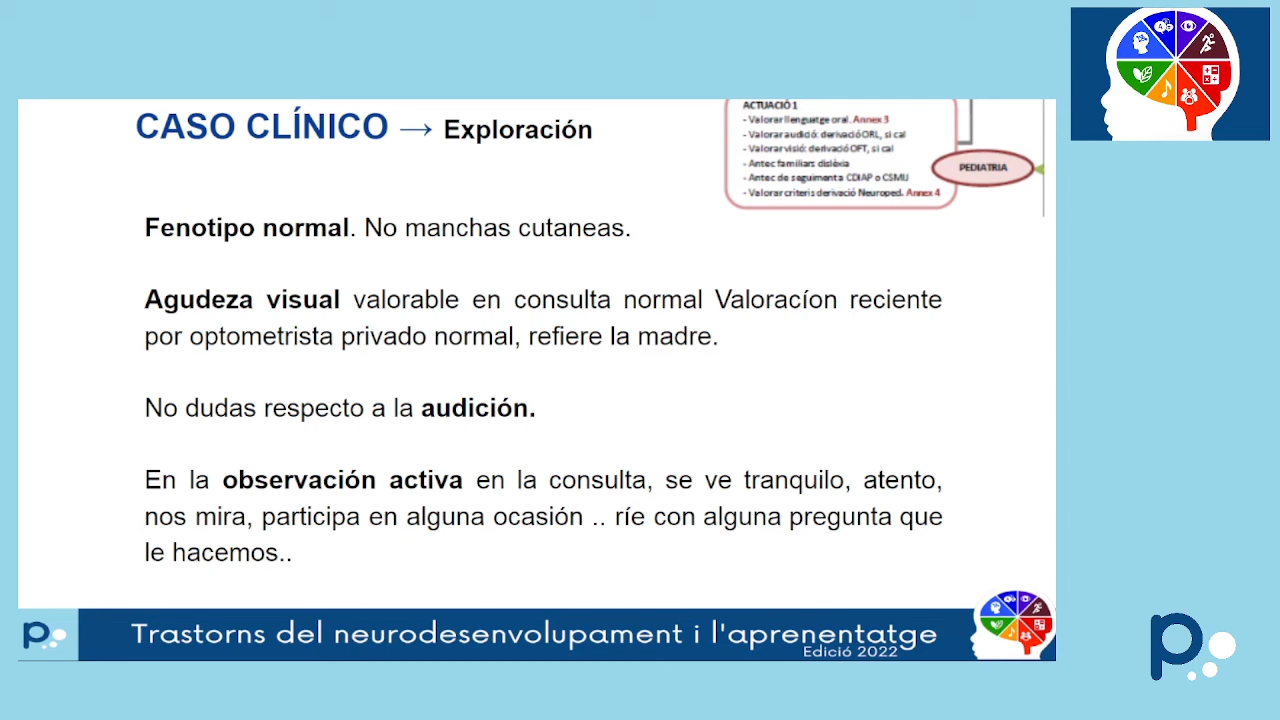 CASO CLÍNICO → Exploración
ACTUACIÓ 1
- Valorar llenguatge oral. Annex 3
- Valorar audició: derivació ORL, si cal
- Valorar visió: derivació OFT, si cal
- Antec familiars dislèxia
- Antec de seguiment a CDIAP o CSMIJ
- Valorar criteris derivació Neuroped. Annex 4
PEDIATRIA
Fenotipo normal. No manchas cutaneas.
Agudeza visual valorable en consulta normal Valoracíon reciente
por optometrista privado normal, refiere la madre.
No dudas respecto a la audición.
En la observación activa en la consulta, se ve tranquilo, atento,
nos mira, participa en alguna ocasión .. ríe con alguna pregunta que
le hacemos..
p
Trastorns del neurodesenvolupament i l'aprenentatge
Edició 2022
p